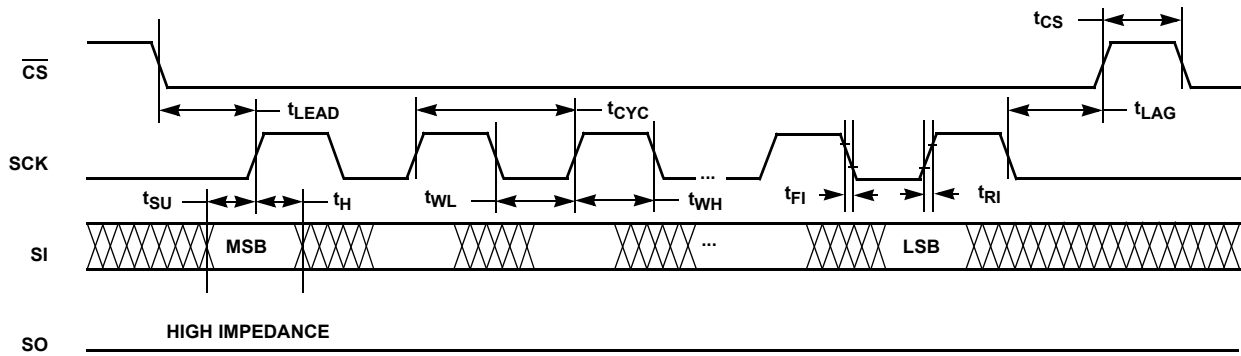 tCS
CS
tLEAD
tCYC
tLAG
SCK
...
tSU
tH
tWL
tWH
tFI
tRI
SI
MSB
...
LSB
HIGH IMPEDANCE
SO